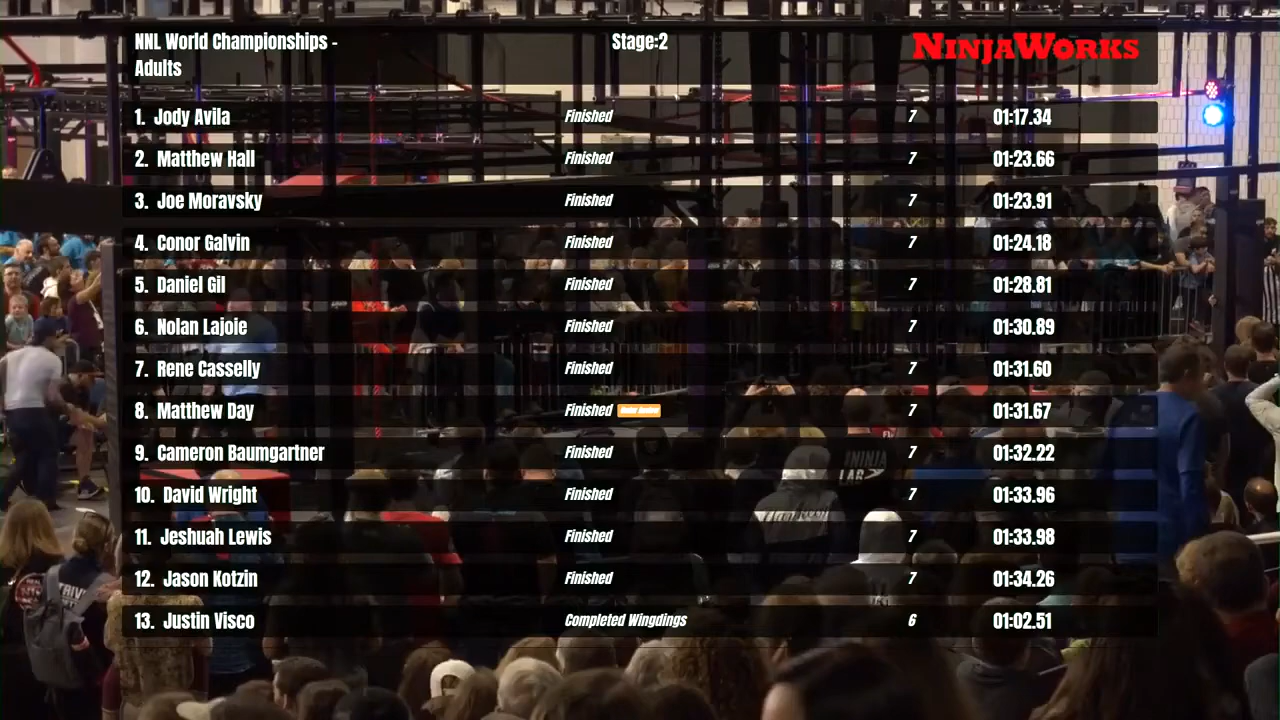 NNL World Championships - Stage:2 NINJAWORKS
Adults
1. Jody Avila Finished 7 01:17.34
2. Matthew Hall Finished 7 01:23.66
3. Joe Moravsky Finished 7 01:23.91
4. Conor Galvin Finished 7 01:24.18
5. Daniel Gil Finished 7 01:28.81
6. Nolan Lajoie Finished 7 01:30.89
7. Rene Casselly Finished 7 01:31.60
8. Matthew Day Finished 7 01:31.67
9. Cameron Baumgartner Finished 7 01:32.22
10. David Wright Finished 7 01:33.96
11. Jeshuah Lewis Finished 7 01:33.98
12. Jason Kotzin Finished 7 01:34.26
13. Justin Visco Completed Wingdings 6 01:02.51
NINJA
LAB